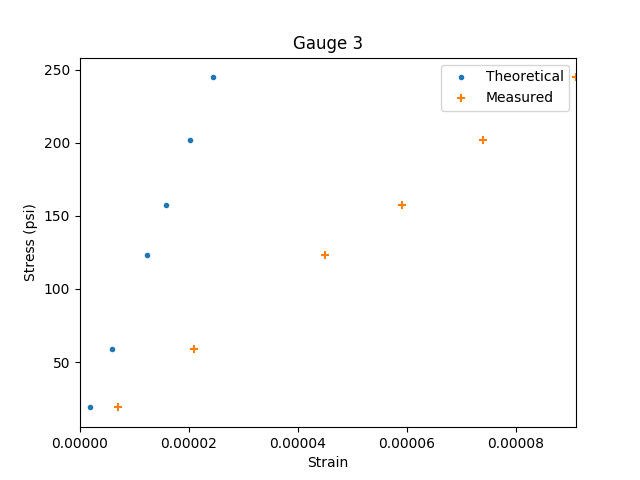 Gauge 3
Theoretical
Measured
Stress (psi)
250
200
150
100
50
0.00000 0.00002 0.00004 0.00006 0.00008
Strain